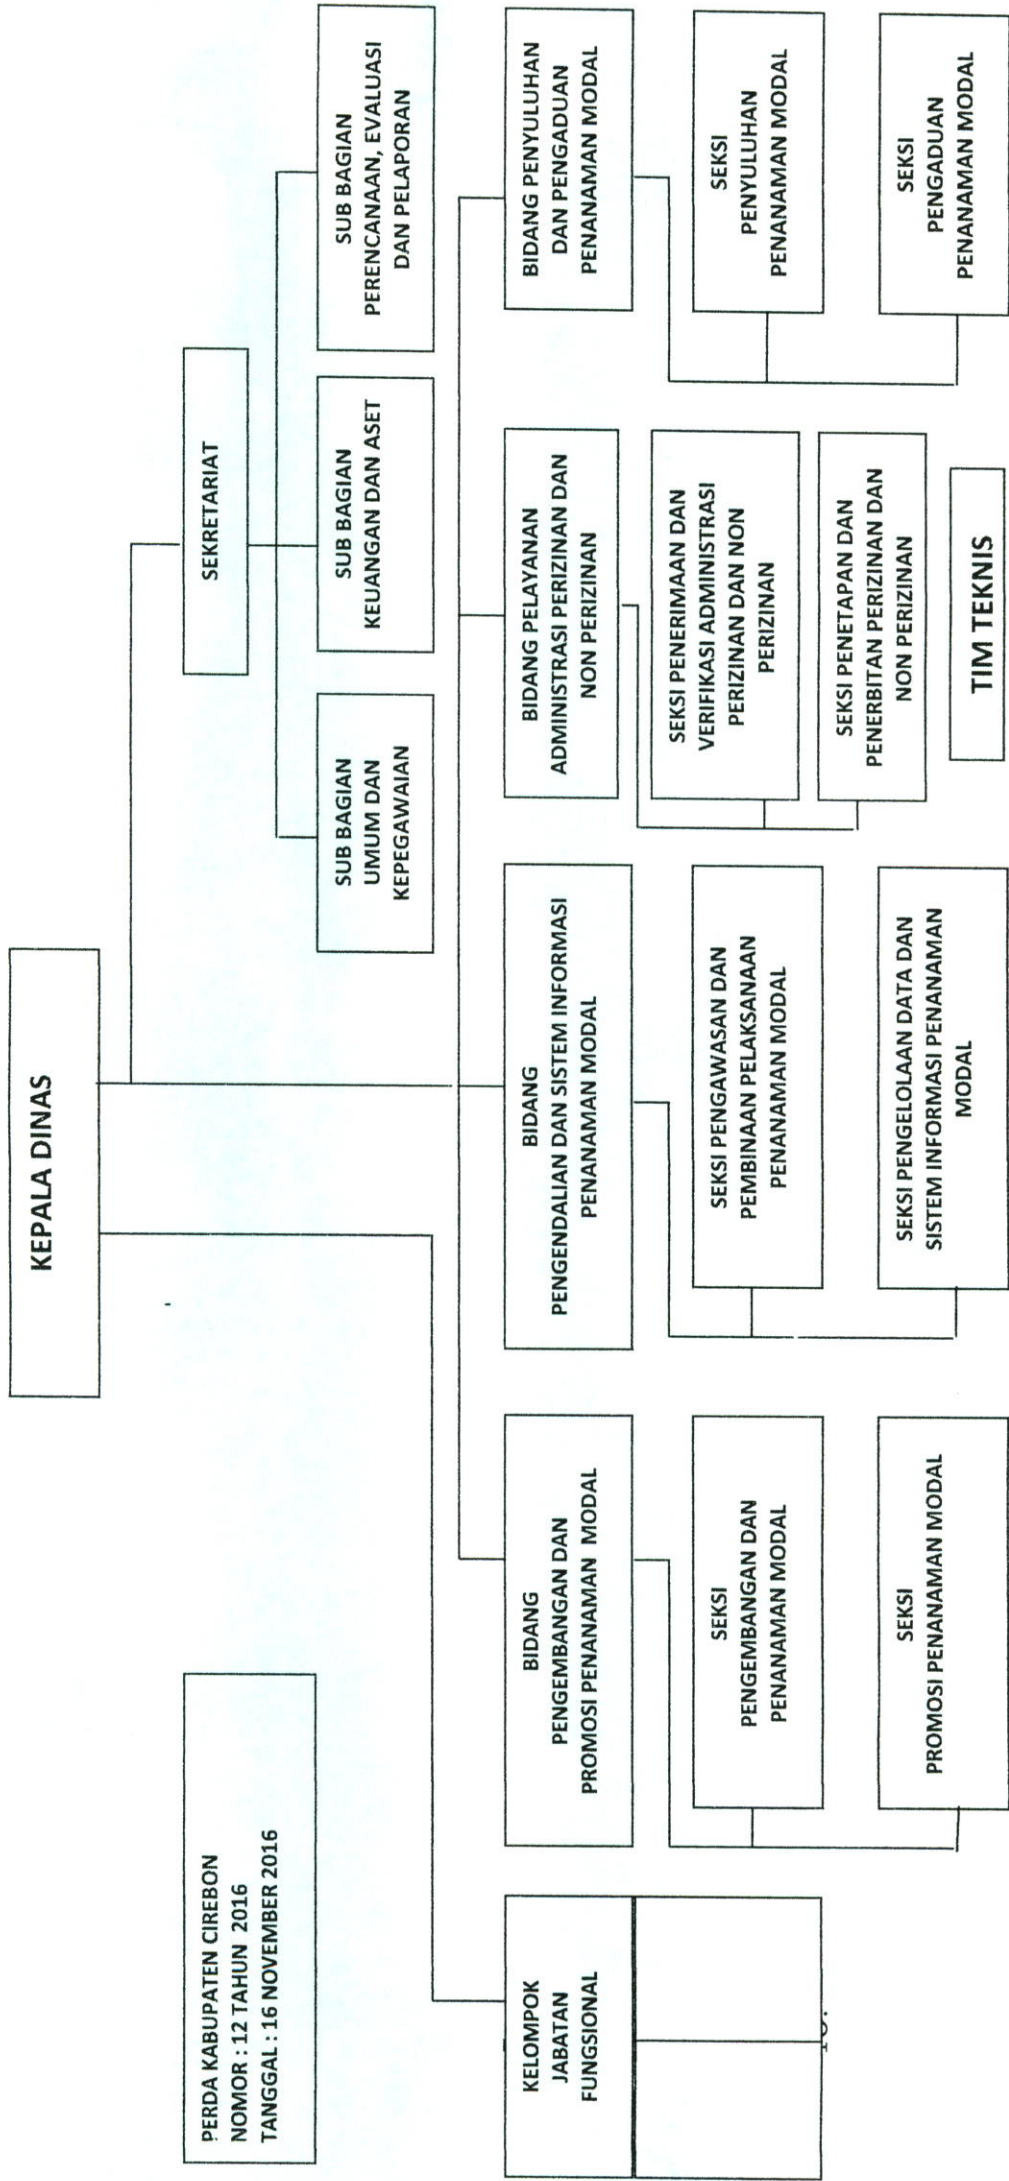 KEPALA DINAS
PERDA KABUPATEN CIREBON
NOMOR : 12 TAHUN 2016
TANGGAL : 16 NOVEMBER 2016
SEKRETARIAT
SUB BAGIAN
UMUM DAN
KEPEGAWAIAN
SUB BAGIAN
KEUANGAN DAN ASET
SUB BAGIAN
PERENCANAAN, EVALUASI
DAN PELAPORAN
KELOMPOK
JABATAN
FUNGSIONAL
BIDANG
PENGEMBANGAN DAN
PROMOSI PENANAMAN MODAL
SEKSI
PENGEMBANGAN DAN
PENANAMAN MODAL
SEKSI
PROMOSI PENANAMAN MODAL
BIDANG
PENGENDALIAN DAN SISTEM INFORMASI
PENANAMAN MODAL
SEKSI PENGAWASAN DAN
PEMBINAAN PELAKSANAAN
PENANAMAN MODAL
SEKSI PENGELOLAAN DATA DAN
SISTEM INFORMASI PENANAMAN
MODAL
BIDANG PELAYANAN
ADMINISTRASI PERIZINAN DAN
NON PERIZINAN
SEKSI PENERIMAAN DAN
VERIFIKASI ADMINISTRASI
PERIZINAN DAN NON
PERIZINAN
SEKSI PENETAPAN DAN
PENERBITAN PERIZINAN DAN
NON PERIZINAN
TIM TEKNIS
BIDANG PENYULUHAN
DAN PENGADUAN
PENANAMAN MODAL
SEKSI
PENYULUHAN
PENANAMAN MODAL
SEKSI
PENGADUAN
PENANAMAN MODAL